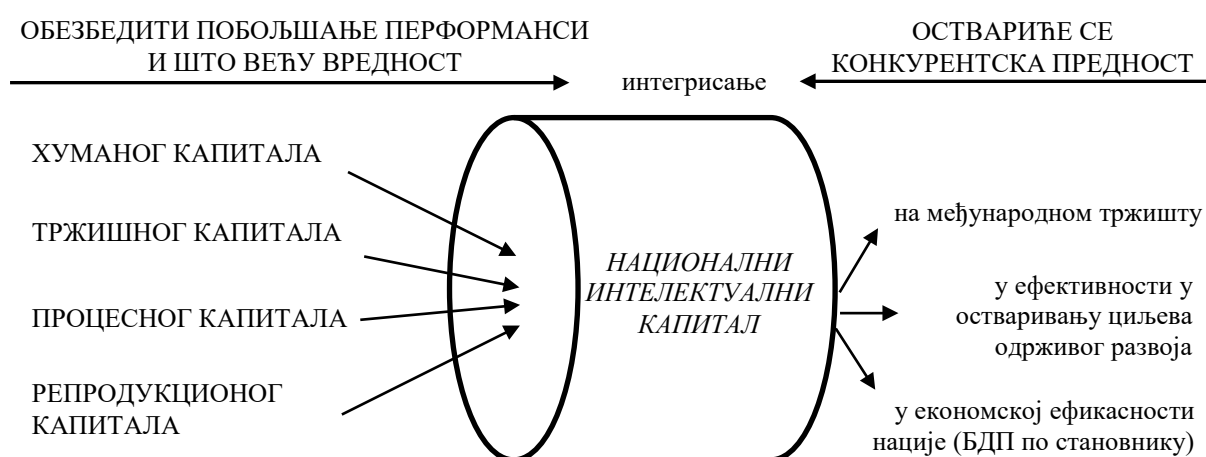 ОБЕЗБЕДИТИ ПОБОЉШАЊЕ ПЕРФОРМАНСИ
И ШТО ВЕЋУ ВРЕДНОСТ
интегрисање
ОСТВАРИЋЕ СЕ
КОНКУРЕНТСКА ПРЕДНОСТ
ХУМАНОГ КАПИТАЛА
ТРЖИШНОГ КАПИТАЛА
ПРОЦЕСНОГ КАПИТАЛА
РЕПРОДУКЦИОНОГ
КАПИТАЛА
НАЦИОНАЛНИ
ИНТЕЛЕКТУАЛНИ
КАПИТАЛ
на међународном тржишту
у ефективности у
остваривању циљева
одрживог развоја
у економској ефикасности
нације (БДП по становнику)